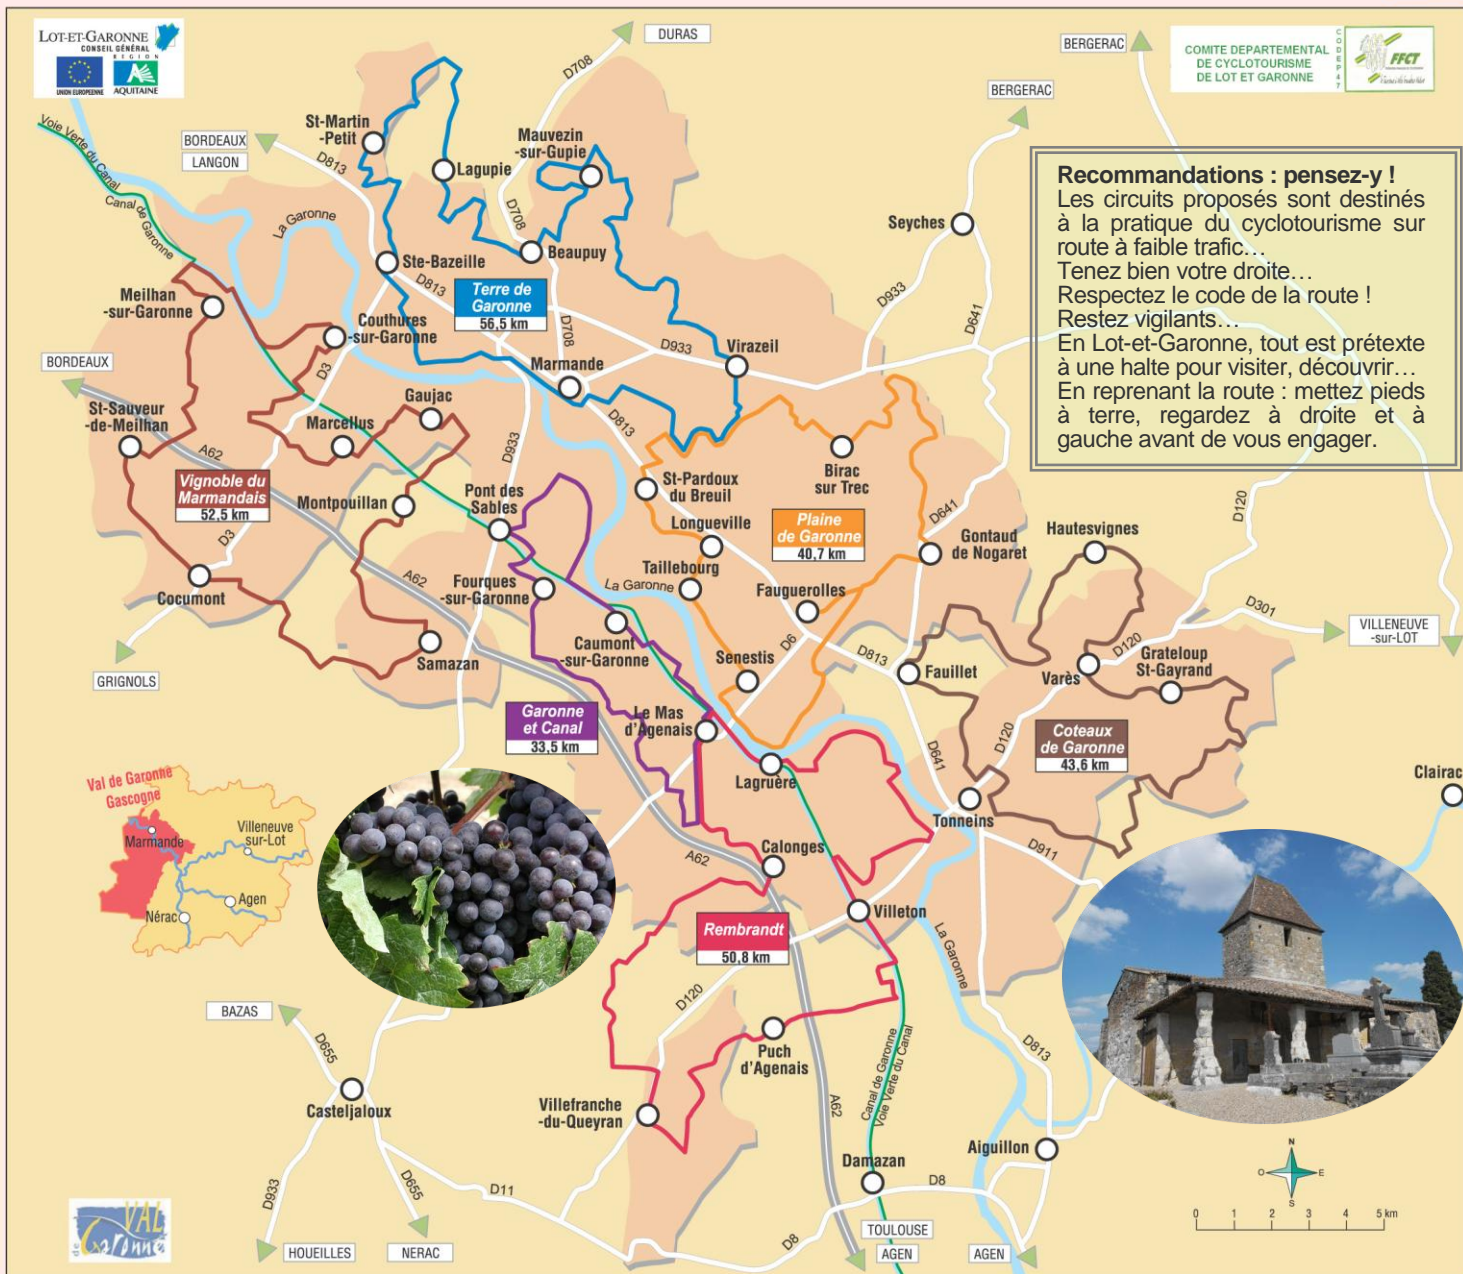 LOT-ET-GARONNE
CONSEIL GÉNÉRAL
REGION
UNION EUROPEENNE
AQUITAINE
DURAS
BERGERAC
COMITE DEPARTEMENTAL
DE CYCLOTOURISME
DE LOT ET GARONNE
CODEP47
FFCT
D708
BERGERAC
Voie Verte du Canal
Canal de Garonne
BORDEAUX
LANGON
D813
St-Martin
-Petit
Lagupie
Mauvezin
-sur-Gupie
D708
La Garonne
Ste-Bazeille
Beaupuy
Seyches
Recommandations : pensez-y !
Les circuits proposés sont destinés
à la pratique du cyclotourisme sur
route à faible trafic…
Tenez bien votre droite…
Respectez le code de la route !
Restez vigilants…
En Lot-et-Garonne, tout est prétexte
à une halte pour visiter, découvrir…
En reprenant la route : mettez pieds
à terre, regardez à droite et à
gauche avant de vous engager.
D813
D933
D641
Meilhan
-sur-Garonne
Terre de
Garonne
56,5 km
Couthures
-sur-Garonne
D708
D933
Virazeil
BORDEAUX
D3
Marmande
St-Sauveur
-de-Meilhan
Gaujac
D813
A62
Marcellus
D933
Birac
sur Trec
Vignoble du
Marmandais
52,5 km
Montpouillan
Pont des
Sables
St-Pardoux
du Breuil
Longueville
Plaine
de Garonne
40,7 km
D641
D120
Gontaud
de Nogaret
Hautesvignes
D3
Cocumont
A62
Fourques
-sur-Garonne
La Garonne
Taillebourg
Fauguerolles
D301
VILLENEUVE
-sur-LOT
Samazan
Caumont
-sur-Garonne
D6
D813
Fauillet
D120
Varès
Grateloup
St-Gayrand
GRIGNOLS
Senestis
Garonne
et Canal
33,5 km
Le Mas
d'Agenais
D641
D120
Coteaux
de Garonne
43,6 km
Lagruère
Clairac
Val de Garonne
Gascogne
Marmande
Villeneuve
sur-Lot
Agen
Nérac
Tonneins
D911
A62
Calonges
Villeton
Rembrandt
50,8 km
La Garonne
BAZAS
D655
D120
Puch
d'Agenais
Canal de Garonne
Voie Verte du Canal
D813
Casteljaloux
Villefranche
-du-Queyran
A62
Aiguillon
Damazan
D933
D655
D11
D8
D8
N
O
E
S
0 1 2 3 4 5 km
VAL
de Garonne
HOUEILLES
NERAC
TOULOUSE
AGEN
AGEN